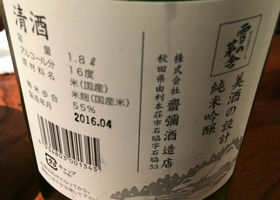 清酒
容量 1.8ℓ
アルコール分 16度
原材料名 米(国産)
米麹(国産米)
精米歩合 55%
製造年月 2016.04
雪の茅舎
美酒の設計
純米吟醸
株式会社 齋彌酒造店
秋田県由利本荘市石脇字石脇53